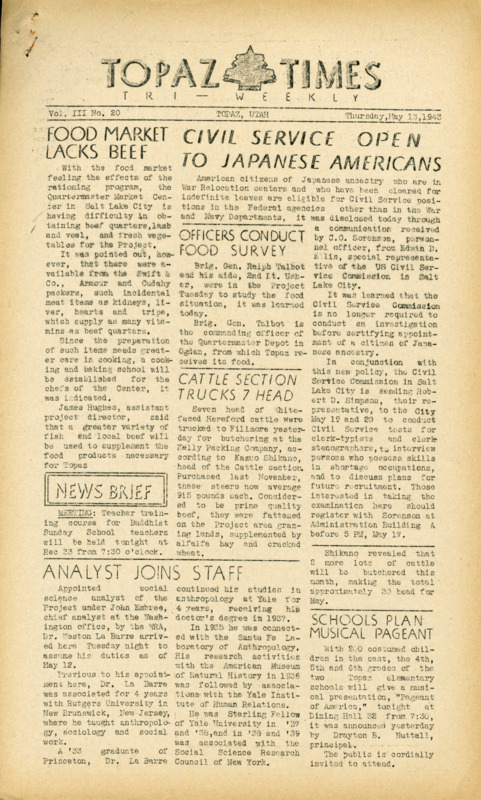 TOPAZ TIMES
TRI-WEEKLY
Vol. III No. 20
TOPAZ, UTAH
Thursday, May 13, 1943
FOOD MARKET
LACKS BEEF
With the food market
feeling the effects of the
rationing program, the
Quartermaster Market Cen-
ter in Salt Lake City is
having difficulty in ob-
taining beef quarters, lamb
and veal, and fresh vege-
tables for the Project.
It was pointed out, how-
ever, that there were a-
vailable from the Swift &
Co., Armour and Cudahy
packers, such incidental
meat items as kidneys, li-
ver, hearts and tripe,
which supply as many vita-
mins as beef quarters.
Since the preparation
of such items needs great-
er care in cooking, a cook-
ing and baking school will
be established for the
chefs of the Center, it
was indicated.
James Hughes, assistant
project director, said
that a greater variety of
fish and local beef will
be used to supplement the
food products necessary
for Topaz
NEWS BRIEF
MEETING: Teacher train-
ing course for Buddhist
Sunday School teachers
will be held tonight at
Rec 33 from 7:30 o'clock.
CIVIL SERVICE OPEN
TO JAPANESE AMERICANS
American citizens of Japanese ancestry who are in
War Relocation centers and who have been cleared for
indefinite leaves are eligible for Civil Service posi-
tions in the Federal agencies other than in the War
and Navy Departments, it was disclosed today through
a communication received
by C.O. Sorenson, person-
nel officer, from Edwin D.
Ellis, special representa-
tive of the US Civil Ser-
vice Commission in Salt
Lake City.
It was learned that the
Civil Service Commission
is no longer required to
conduct an investigation
before certifying appoint-
ment of a citizen of Japa-
nese ancestry.
In conjunction with
this new policy, the Civil
Service Commission in Salt
Lake City is sending Rob-
ert D. Simpson, their re-
presentative, to the City
May 19 and 20 to conduct
Civil Service tests for
clerk-typists and clerk-
stenographers, to interview
persons who possess skills
in shortage occupations,
and to discuss plans for
future recruitment. Those
interested in taking the
examination here should
register with Sorenson at
Administration Building A
before 5 PM, May 17.
OFFICERS CONDUCT
FOOD SURVEY
Brig. Gen. Ralph Talbot
and his aide, 2nd Lt. Ush-
er, were in the Project
Tuesday to study the food
situation, it was learned
today.
Brig. Gen. Talbot is
the commanding officer of
the Quartermaster Depot in
Ogden, from which Topaz re-
ceives its food.
CATTLE SECTION
TRUCKS 7 HEAD
Seven head of White-
faced Hereford cattle were
trucked to Fillmore yester-
day for butchering at the
Kelly Packing Company, ac-
cording to Kazuo Shikano,
head of the Cattle section.
Purchased last November,
these steers now average
915 pounds each. Consider-
ed to be prime quality
beef, they were fattened
on the Project area graz-
ing lands, supplemented by
alfalfa hay and cracked
wheat.
Shikano revealed that
2 more lots of cattle
will be butchered this
month, making the total
approximately 20 head for
May.
ANALYST JOINS STAFF
Appointed social
science analyst of the
Project under John Embree,
chief analyst at the Wash-
ington office, by the WRA,
Dr. Weston La Barre arriv-
ed here Tuesday night to
assume his duties as of
May 12.
Previous to his appoint-
ment here, Dr. La Barre
was associated for 4 years
with Rutgers University in
New Brunswick, New Jersey,
where he taught anthropolo-
gy, sociology and social
work.
A '33 graduate of
Princeton, Dr. La Barre
continued his studies in
anthropology at Yale for
4 years, receiving his
doctor's degree in 1937.
In 1935 he was connect-
ed with the Santa Fe La-
boratory of Anthropology.
His research activities
with the American Museum
of Natural History in 1936
was followed by associa-
tions with the Yale Insti-
tute of Human Relations.
He was Sterling Fellow
of Yale University in '37
and '38, and in '38 and '39
was associated with the
Social Science Research
Council of New York.
SCHOOLS PLAN
MUSICAL PAGEANT
children in the cast, the 4th,
5th and 6th grades of the
two Topaz elementary
schools will give a musi-
cal presentation, "Pageant
of America," tonight at
Dining Hall 32 from 7:30,
it was announced yesterday
by Drayton B. Nuttall,
principal.
The public is cordially
invited to attend.